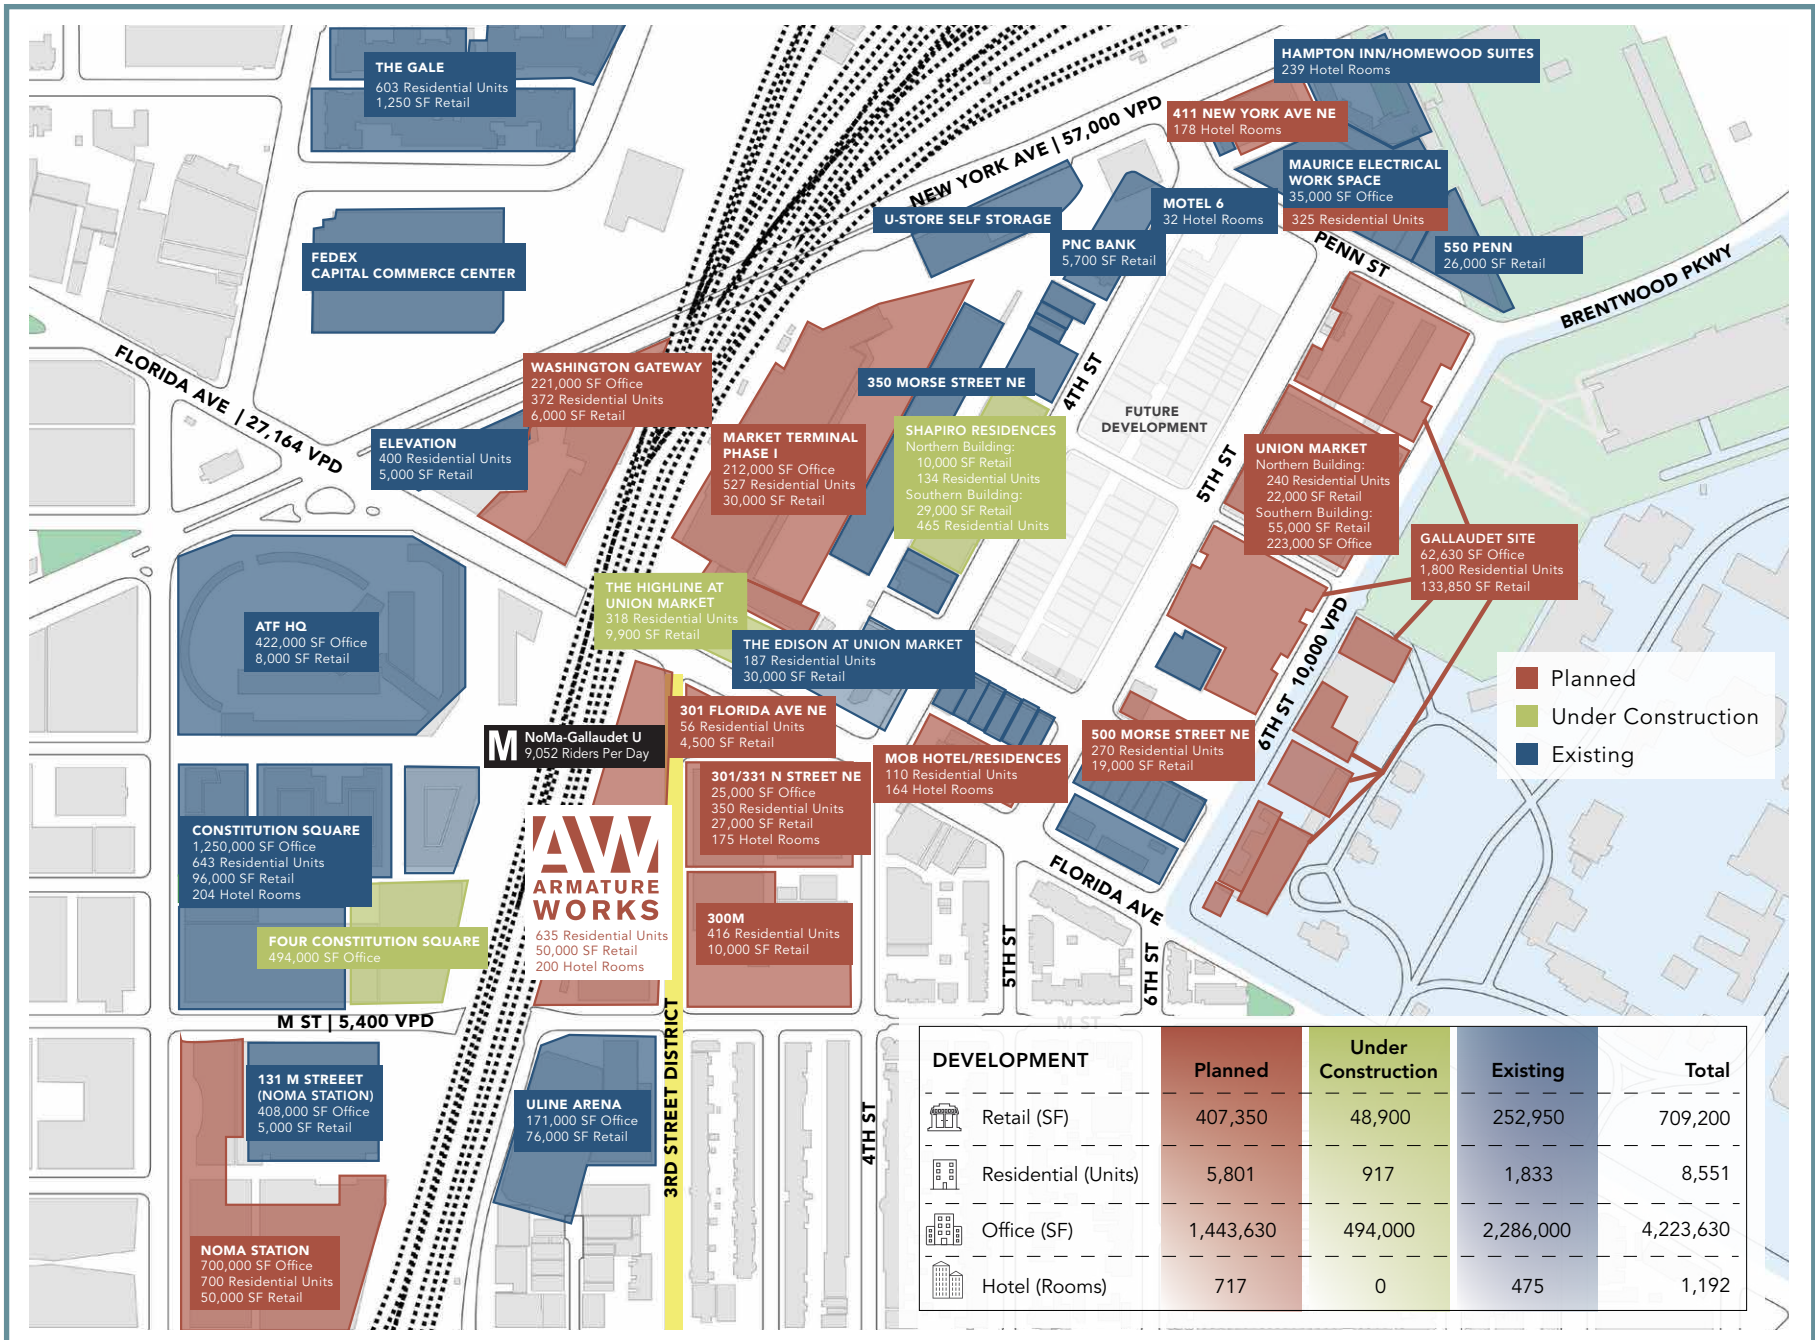 THE GALE
603 Residential Units
1,250 SF Retail
HAMPTON INN/HOMEWOOD SUITES
239 Hotel Rooms
411 NEW YORK AVE NE
178 Hotel Rooms
NEW YORK AVE | 57,000 VPD
MAURICE ELECTRICAL
WORK SPACE
35,000 SF Office
325 Residential Units
MOTEL 6
32 Hotel Rooms
U-STORE SELF STORAGE
PNC BANK
5,700 SF Retail
PENN ST
550 PENN
26,000 SF Retail
BRENTWOOD PKWY
FEDEX
CAPITAL COMMERCE CENTER
FLORIDA AVE | 27,164 VPD
WASHINGTON GATEWAY
221,000 SF Office
372 Residential Units
6,000 SF Retail
350 MORSE STREET NE
4TH ST
FUTURE
DEVELOPMENT
ELEVATION
400 Residential Units
5,000 SF Retail
MARKET TERMINAL
PHASE I
212,000 SF Office
527 Residential Units
30,000 SF Retail
SHAPIRO RESIDENCES
Northern Building:
10,000 SF Retail
134 Residential Units
Southern Building:
29,000 SF Retail
465 Residential Units
5TH ST
UNION MARKET
Northern Building:
240 Residential Units
22,000 SF Retail
Southern Building:
55,000 SF Retail
223,000 SF Office
GALLAUDET SITE
62,630 SF Office
1,800 Residential Units
133,850 SF Retail
THE HIGHLINE AT
UNION MARKET
318 Residential Units
9,900 SF Retail
ATF HQ
422,000 SF Office
8,000 SF Retail
THE EDISON AT UNION MARKET
187 Residential Units
30,000 SF Retail
6TH ST 10,000 VPD
Planned
Under Construction
Existing
M NoMa-Gallaudet U
9,052 Riders Per Day
301 FLORIDA AVE NE
56 Residential Units
4,500 SF Retail
500 MORSE STREET NE
270 Residential Units
19,000 SF Retail
MOB HOTEL/RESIDENCES
110 Residential Units
164 Hotel Rooms
301/331 N STREET NE
25,000 SF Office
350 Residential Units
27,000 SF Retail
175 Hotel Rooms
CONSTITUTION SQUARE
1,250,000 SF Office
643 Residential Units
96,000 SF Retail
204 Hotel Rooms
AW
ARMATURE
WORKS
635 Residential Units
50,000 SF Retail
200 Hotel Rooms
FLORIDA AVE
300M
416 Residential Units
10,000 SF Retail
FOUR CONSTITUTION SQUARE
494,000 SF Office
5TH ST
6TH ST
M ST | 5,400 VPD
M ST
3RD STREET DISTRICT
4TH ST
131 M STREEET
(NOMA STATION)
408,000 SF Office
5,000 SF Retail
ULINE ARENA
171,000 SF Office
76,000 SF Retail
NOMA STATION
700,000 SF Office
700 Residential Units
50,000 SF Retail
DEVELOPMENT Planned Under Construction Existing Total
Retail (SF) 407,350 48,900 252,950 709,200
Residential (Units) 5,801 917 1,833 8,551
Office (SF) 1,443,630 494,000 2,286,000 4,223,630
Hotel (Rooms) 717 0 475 1,192